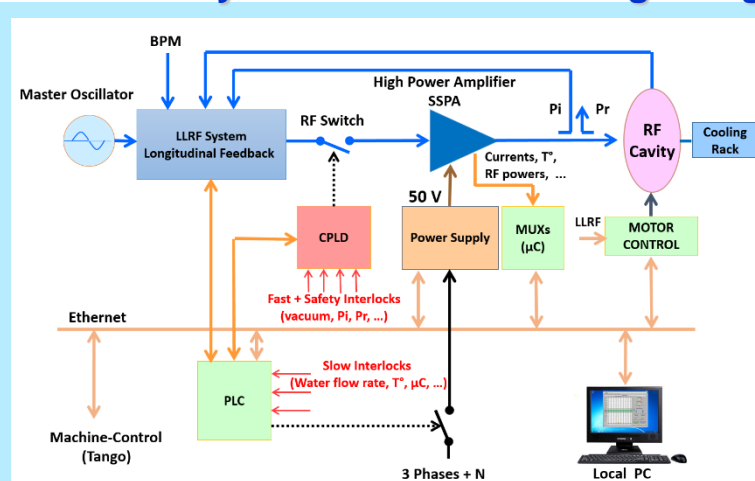 BPM
Master Oscillator
LLRF System
Longitudinal Feedback
RF Switch
High Power Amplifier
SSPA
Pi
Pr
RF
Cavity
Cooling
Rack
Currents, T°,
RF powers, ...
50 V
CPLD
Power Supply
MUXs
(µC)
LLRF
MOTOR
CONTROL
Fast + Safety Interlocks
(vacuum, Pi, Pr, ...)
Ethernet
PLC
Slow Interlocks
(Water flow rate, T°, µC, ...)
Machine-Control
(Tango)
3 Phases + N
Local PC